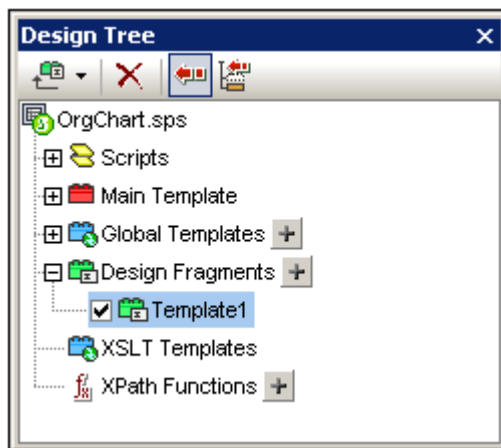 Design Tree
OrgChart.sps
Scripts
Main Template
Global Templates
Design Fragments
Template1
XSLT Templates
XPath Functions